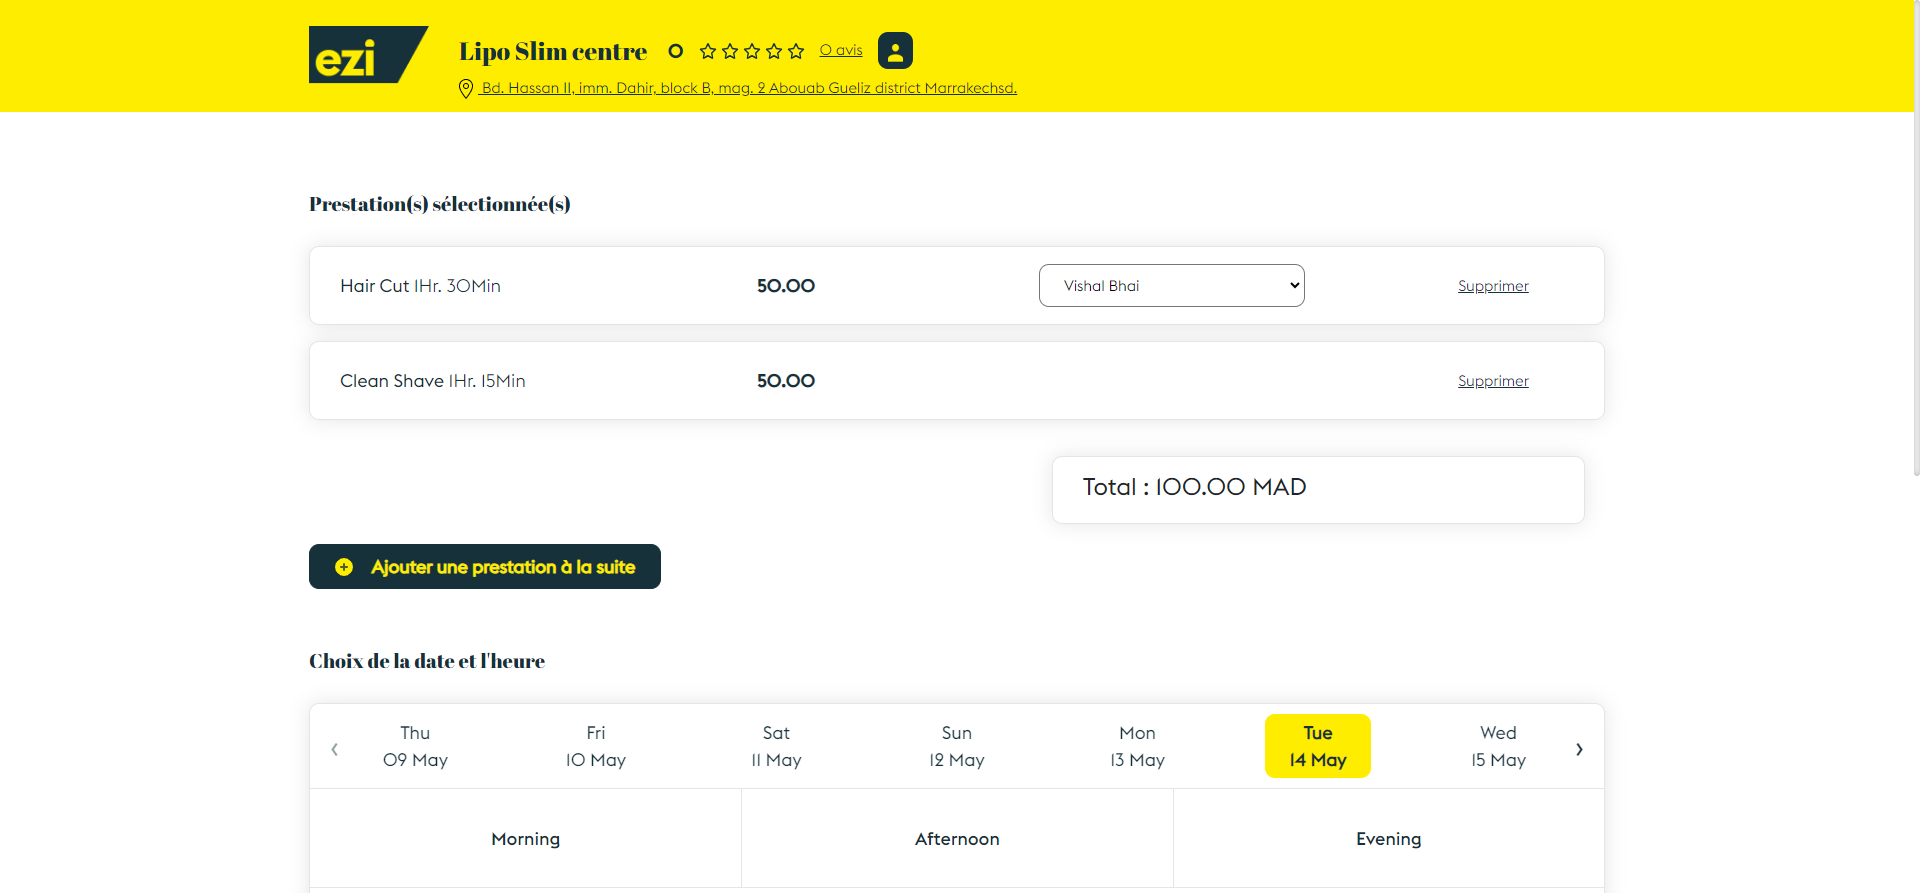 ezi
Lipo Slim centre 0 0 avis
Bd. Hassan II, imm. Dahir, block B, mag. 2 Abouab Gueliz district Marrakechsd.
Prestation(s) sélectionnée(s)
Hair Cut 1Hr. 30Min 50.00 Vishal Bhai Supprimer
Clean Shave 1Hr. 15Min 50.00 Supprimer
Total : 100.00 MAD
Ajouter une prestation à la suite
Choix de la date et l'heure
Thu Fri Sat Sun Mon Tue Wed
09 May 10 May 11 May 12 May 13 May 14 May 15 May
Morning Afternoon Evening